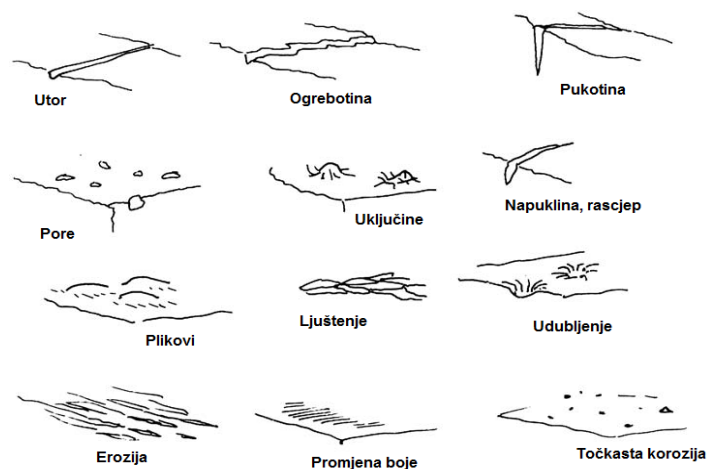 Utor
Ogrebotina
Pukotina
Pore
Uključine
Napuklina, rascjep
Plikovi
Ljuštenje
Udubljenje
Erozija
Promjena boje
Točkasta korozija